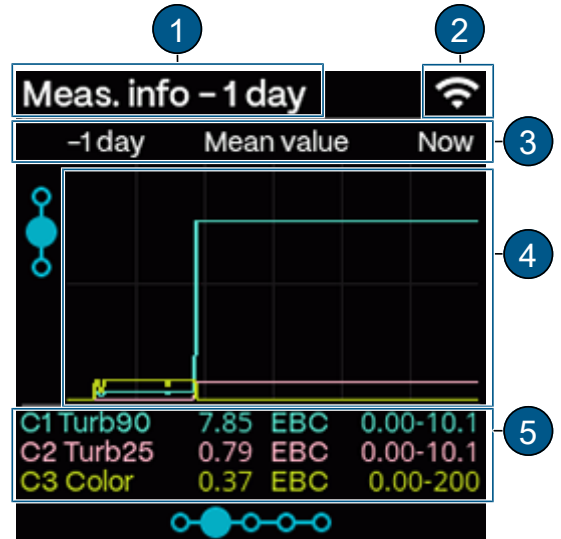 1
2
Meas. info – 1 day
–1 day Mean value Now
3
4
C1 Turb90 7.85 EBC 0.00-10.1
C2 Turb25 0.79 EBC 0.00-10.1
C3 Color 0.37 EBC 0.00-200
5